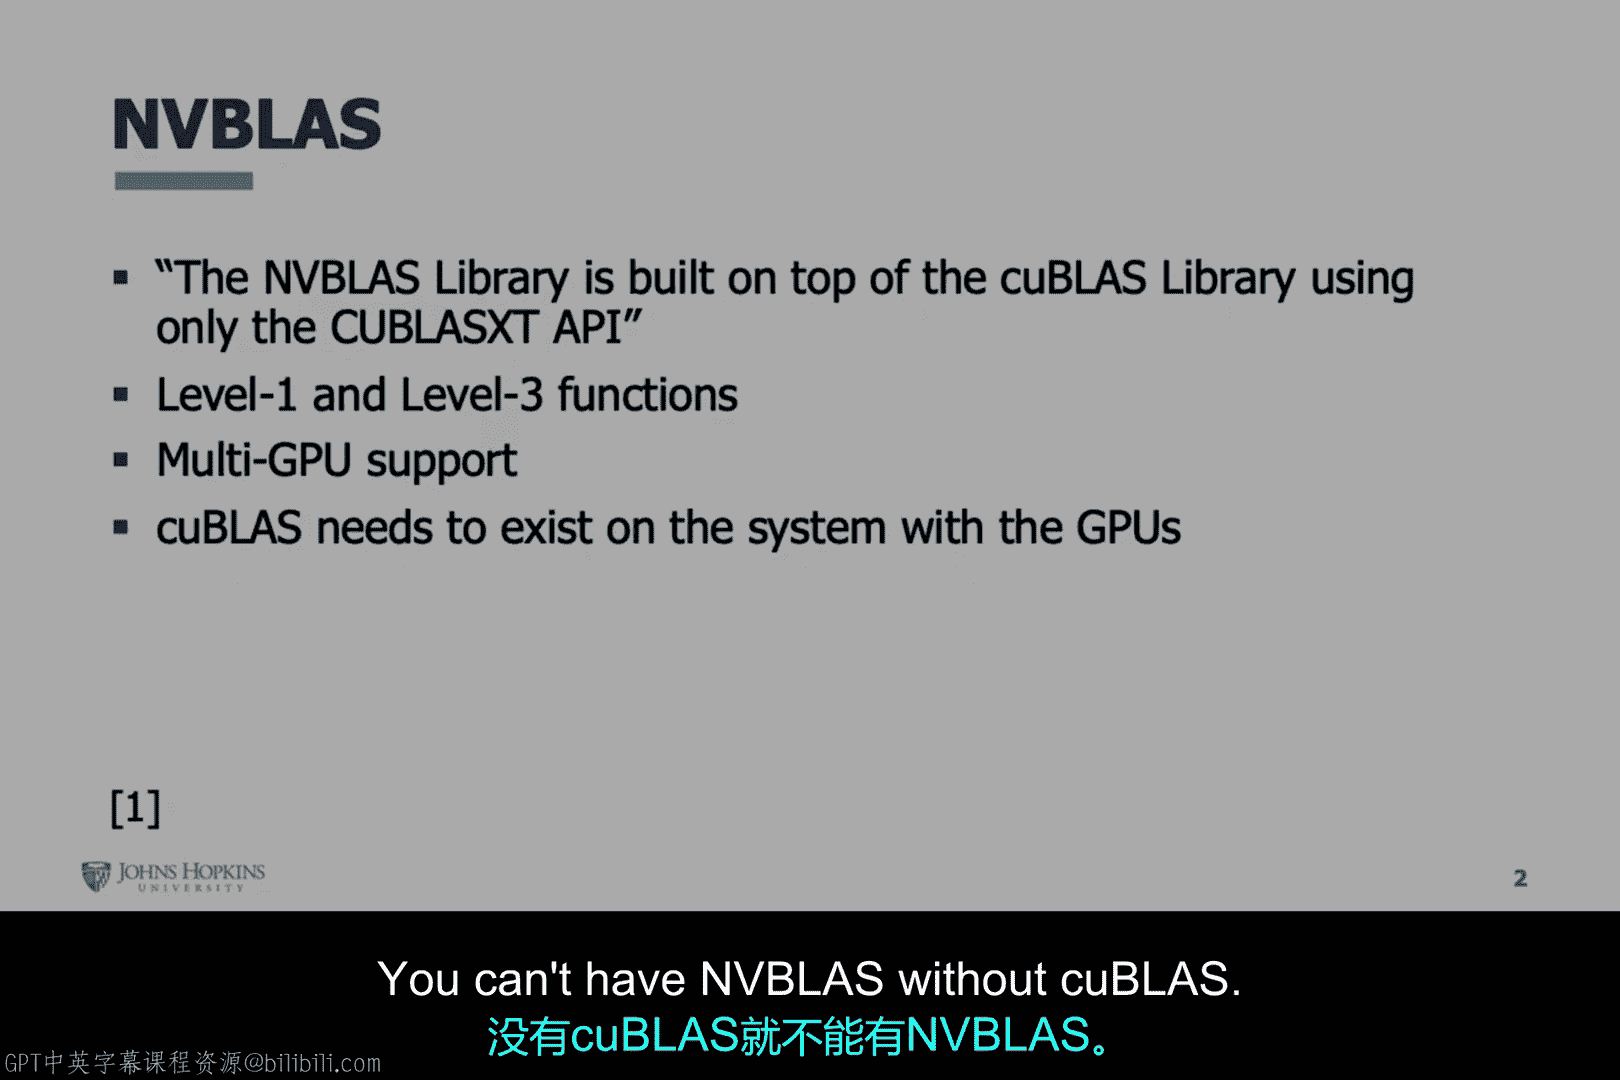 NVBLAS
▪ “The NVBLAS Library is built on top of the cuBLAS Library using
only the CUBLASXT API”
▪ Level-1 and Level-3 functions
▪ Multi-GPU support
▪ cuBLAS needs to exist on the system with the GPUs
[1]
JOHNS HOPKINS
UNIVERSITY
2
You can't have NVBLAS without cuBLAS.
没有cuBLAS就不能有NVBLAS。
GPT中英字幕课程资源@bilibili.com